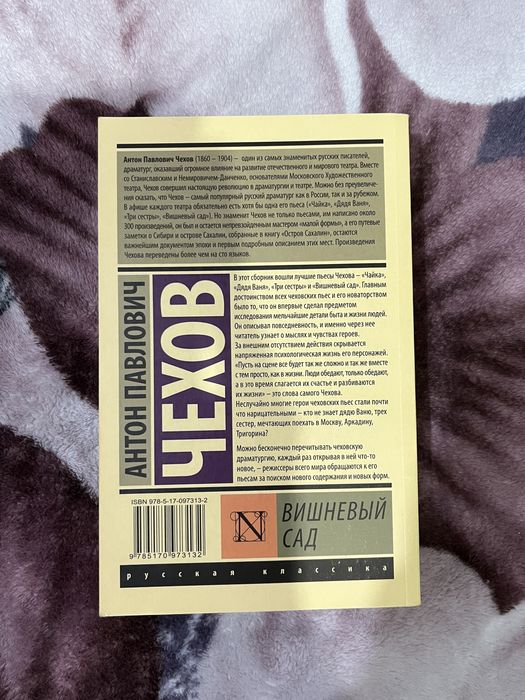 Антон Павлович Чехов (1860 – 1904) – один из самых знаменитых русских писателей,
драматург, оказавший огромное влияние на развитие отечественного и мирового театра. Вместе
со Станиславским и Немировичем-Данченко, основателями Московского Художественного
театра, Чехов совершил настоящую революцию в драматургии и театре. Можно без преувеличе-
ния сказать, что Чехов – самый популярный русский драматург как в России, так и за рубежом.
В афише каждого театра обязательно есть хотя бы одна его пьеса («Чайка», «Дядя Ваня»,
«Три сестры», «Вишневый сад»). Но знаменит Чехов не только пьесами, им написано около
300 произведений, он был и остается непревзойденным мастером «малой формы», а его путевые
заметки о Сибири и острове Сахалин, собранные в книгу «Остров Сахалин», остаются
важнейшим документом эпохи и первым подробным описанием этих мест. Произведения
Чехова переведены более чем на сто языков.
АНТОН ПАВЛОВИЧ
ЧЕХОВ
В этот сборник вошли лучшие пьесы Чехова – «Чайка»,
«Дядя Ваня», «Три сестры» и «Вишневый сад». Главным
достоинством всех чеховских пьес и его новаторством
было то, что он впервые сделал предметом
исследования мельчайшие детали быта и жизни людей.
Он описывал повседневность, и именно через нее
читатель узнает о мыслях и чувствах героев.
За внешним отсутствием действия скрывается
напряженная психологическая жизнь его персонажей.
«Пусть на сцене все будет так же сложно и так же вместе
с тем просто, как в жизни. Люди обедают, только обедают,
а в это время слагается их счастье и разбиваются
их жизни» – это слова самого Чехова.
Неслучайно многие герои чеховских пьес стали почти
что нарицательными – кто не знает дядю Ваню, трех
сестер, мечтающих поехать в Москву, Аркадину,
Тригорина?
Можно бесконечно перечитывать чеховскую
драматургию, каждый раз открывая в ней что-то
новое, – режиссеры всего мира обращаются к его
пьесам за поиском нового содержания и новых форм.
ISBN 978-5-17-097313-2
9 785170 973132
N
ВИШНЕВЫЙ
САД
русская классика